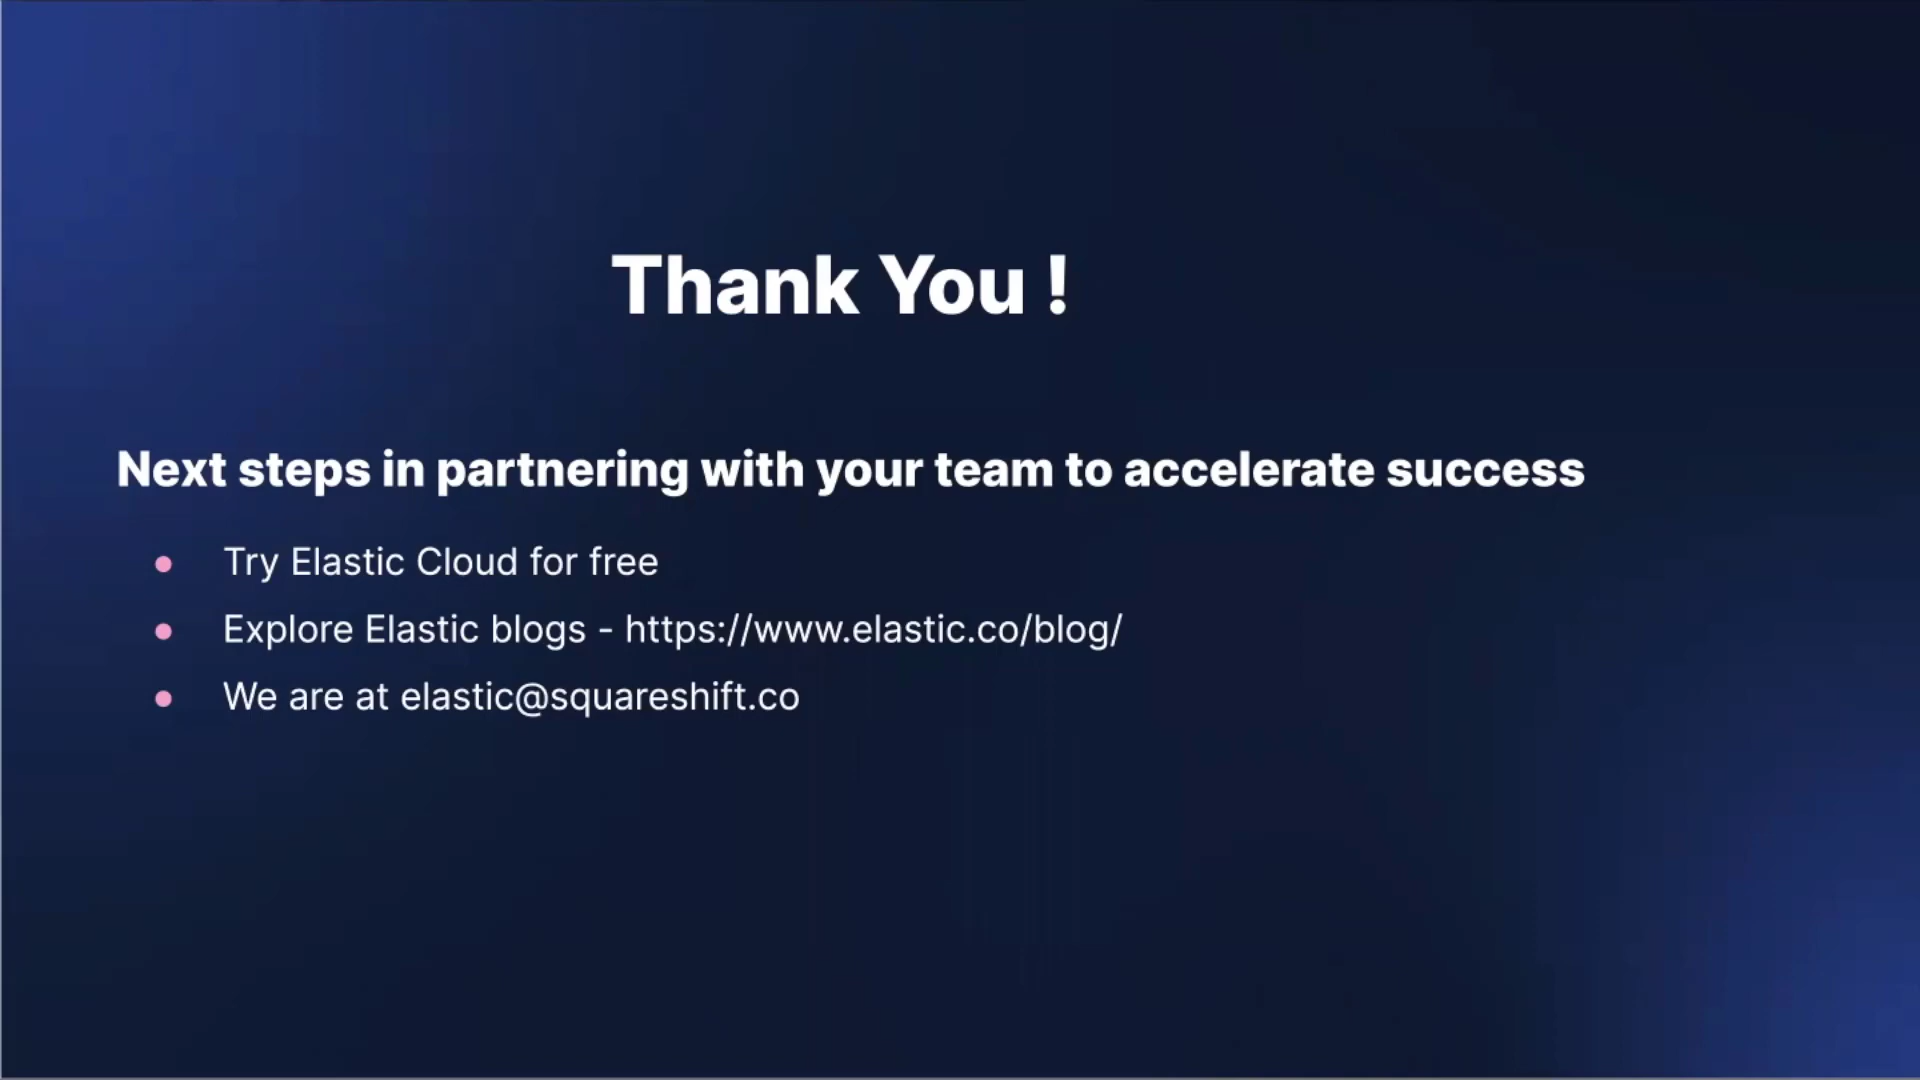 Thank You !
Next steps in partnering with your team to accelerate success
● Try Elastic Cloud for free
● Explore Elastic blogs - https://www.elastic.co/blog/
● We are at elastic@squareshift.co